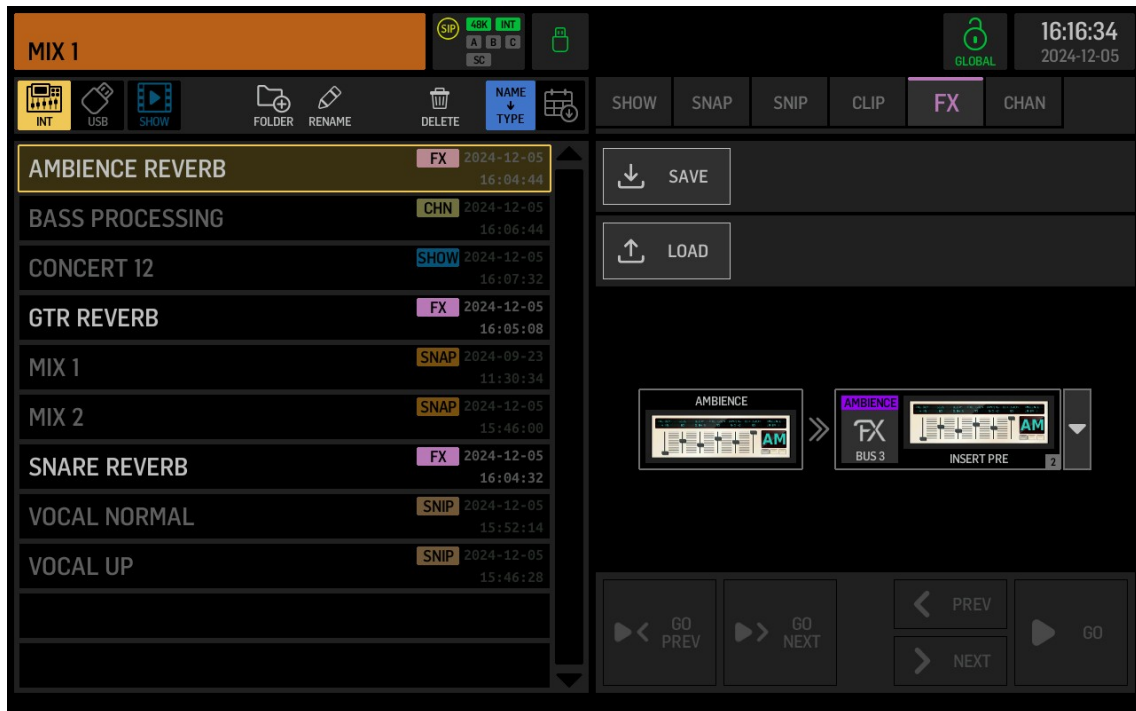 MIX 1
SIP 48K INT
A B C
SC
GLOBAL
16:16:34
2024-12-05
INT USB SHOW FOLDER RENAME DELETE NAME TYPE
SHOW SNAP SNIP CLIP FX CHAN
AMBIENCE REVERB FX 2024-12-05
16:04:44
BASS PROCESSING CHN 2024-12-05
16:06:44
CONCERT 12 SHOW 2024-12-05
16:07:32
GTR REVERB FX 2024-12-05
16:05:08
MIX 1 SNAP 2024-09-23
11:30:34
MIX 2 SNAP 2024-12-05
15:46:00
SNARE REVERB FX 2024-12-05
16:04:32
VOCAL NORMAL SNIP 2024-12-05
15:52:14
VOCAL UP SNIP 2024-12-05
15:46:28
SAVE
LOAD
AMBIENCE
AM
AMBIENCE
FX
BUS 3
AM
INSERT PRE
2
GO PREV
GO NEXT
PREV
NEXT
GO